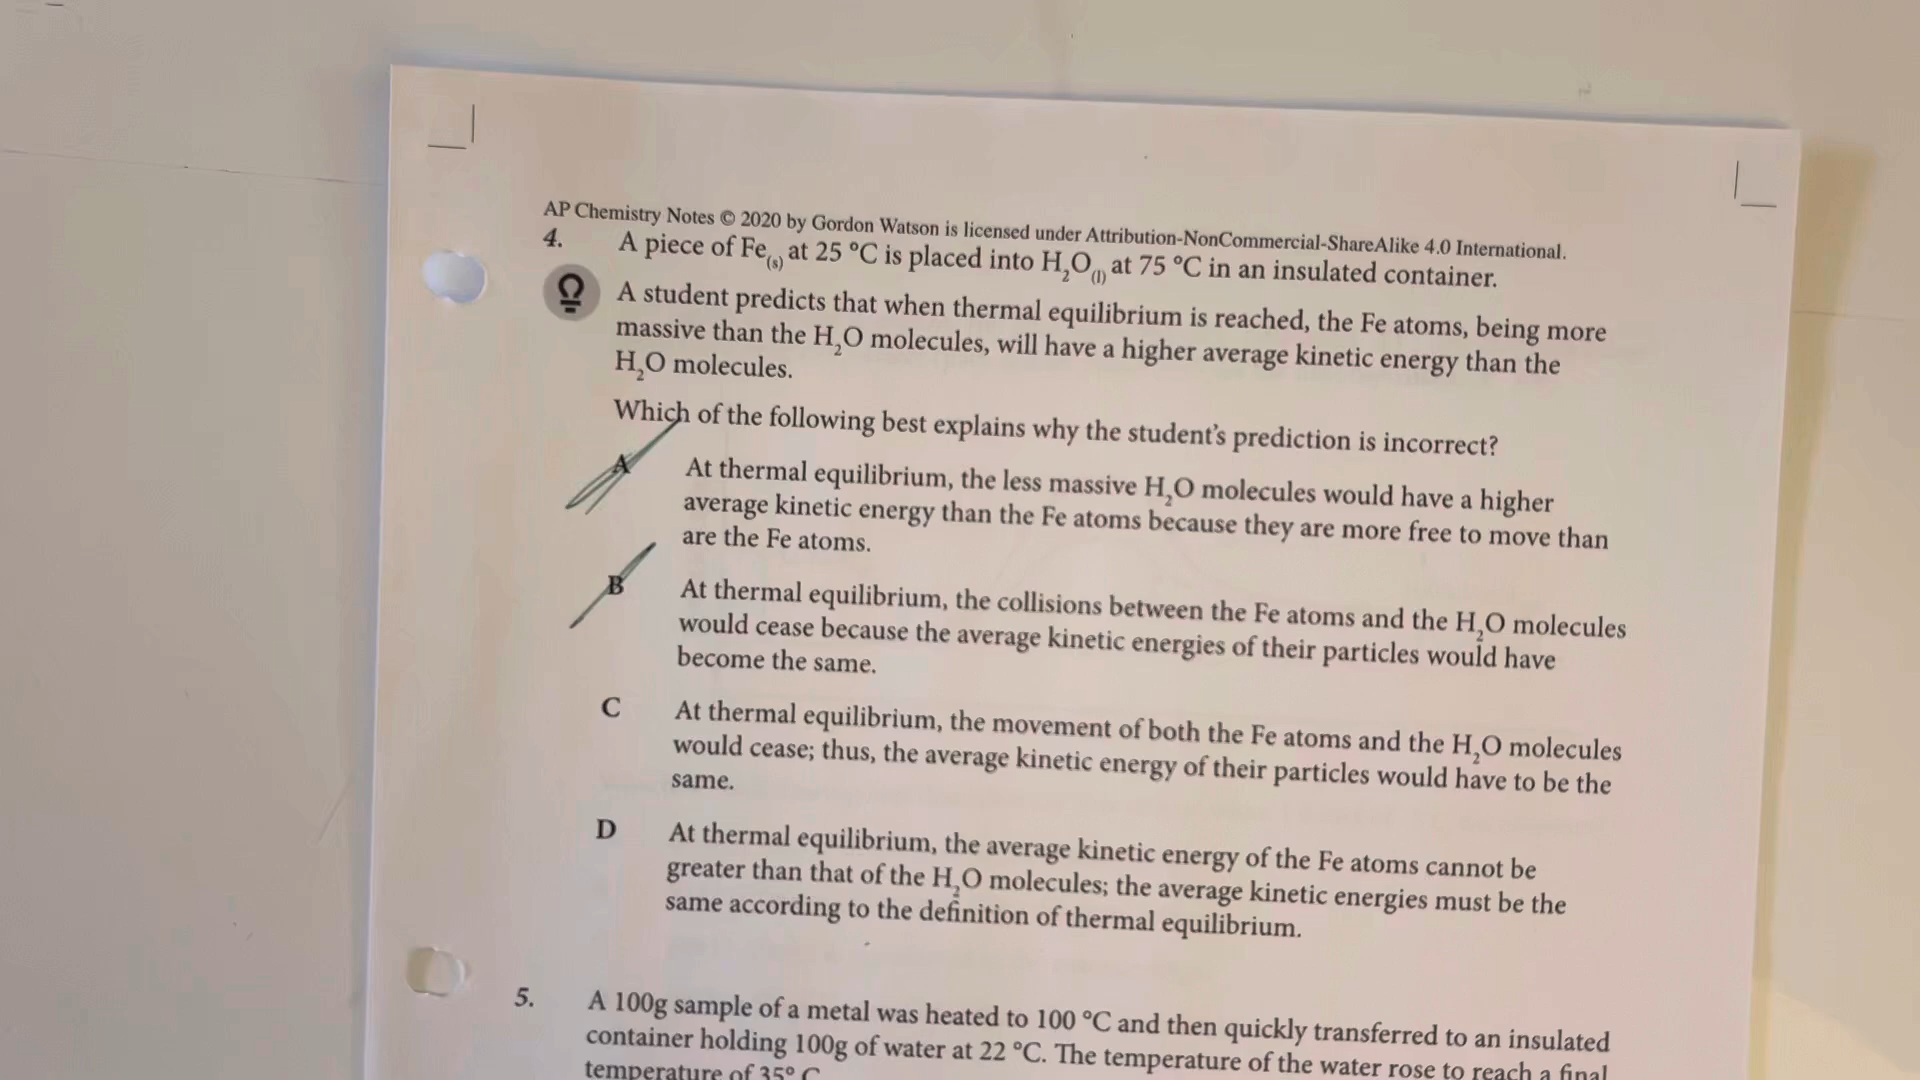 AP Chemistry Notes © 2020 by Gordon Watson is licensed under Attribution-NonCommercial-ShareAlike 4.0 International.
4. A piece of Fe(s) at 25 °C is placed into H₂O(l) at 75 °C in an insulated container.
A student predicts that when thermal equilibrium is reached, the Fe atoms, being more
massive than the H₂O molecules, will have a higher average kinetic energy than the
H₂O molecules.
Which of the following best explains why the student's prediction is incorrect?
A At thermal equilibrium, the less massive H₂O molecules would have a higher
average kinetic energy than the Fe atoms because they are more free to move than
are the Fe atoms.
B At thermal equilibrium, the collisions between the Fe atoms and the H₂O molecules
would cease because the average kinetic energies of their particles would have
become the same.
C At thermal equilibrium, the movement of both the Fe atoms and the H₂O molecules
would cease; thus, the average kinetic energy of their particles would have to be the
same.
D At thermal equilibrium, the average kinetic energy of the Fe atoms cannot be
greater than that of the H₂O molecules; the average kinetic energies must be the
same according to the definition of thermal equilibrium.
5. A 100g sample of a metal was heated to 100 °C and then quickly transferred to an insulated
container holding 100g of water at 22 °C. The temperature of the water rose to reach a final
temperature of 35° C